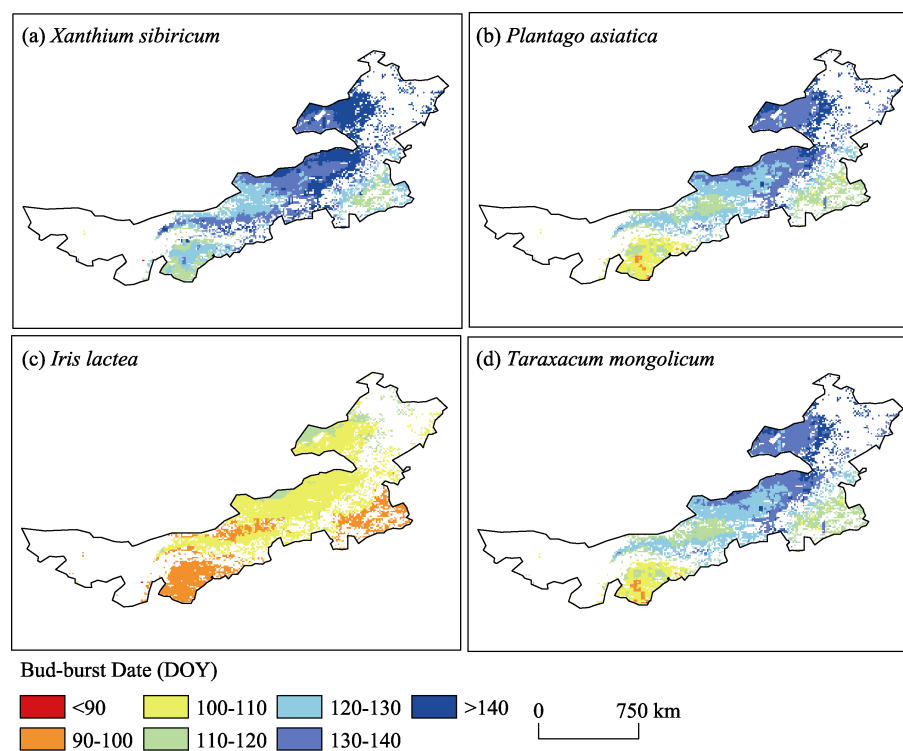 (a) Xanthium sibiricum
(b) Plantago asiatica
(c) Iris lactea
(d) Taraxacum mongolicum
Bud-burst Date (DOY)
<90 100-110 120-130 >140 0 750 km
90-100 110-120 130-140